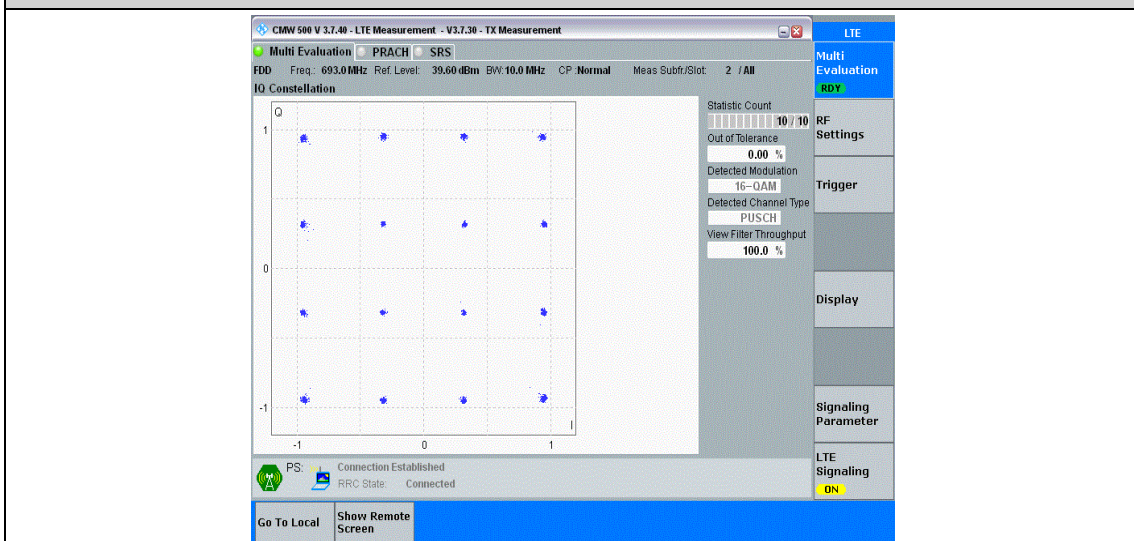 CMW 500 V 3.7.40 - LTE Measurement - V3.7.30 - TX Measurement
LTE
Multi Evaluation PRACH SRS
FDD Freq.: 693.0 MHz Ref. Level: 39.60 dBm BW: 10.0 MHz CP :Normal Meas Subfr./Slot: 2 / All
IQ Constellation
Q
1
0
-1
I
-1 0 1
Statistic Count
10 / 10
Out of Tolerance
0.00 %
Detected Modulation
16-QAM
Detected Channel Type
PUSCH
View Filter Throughput
100.0 %
Multi
Evaluation
RDY
RF
Settings
Trigger
Display
Signaling
Parameter
LTE
Signaling
ON
PS: Connection Established
RRC State: Connected
Go To Local
Show Remote
Screen